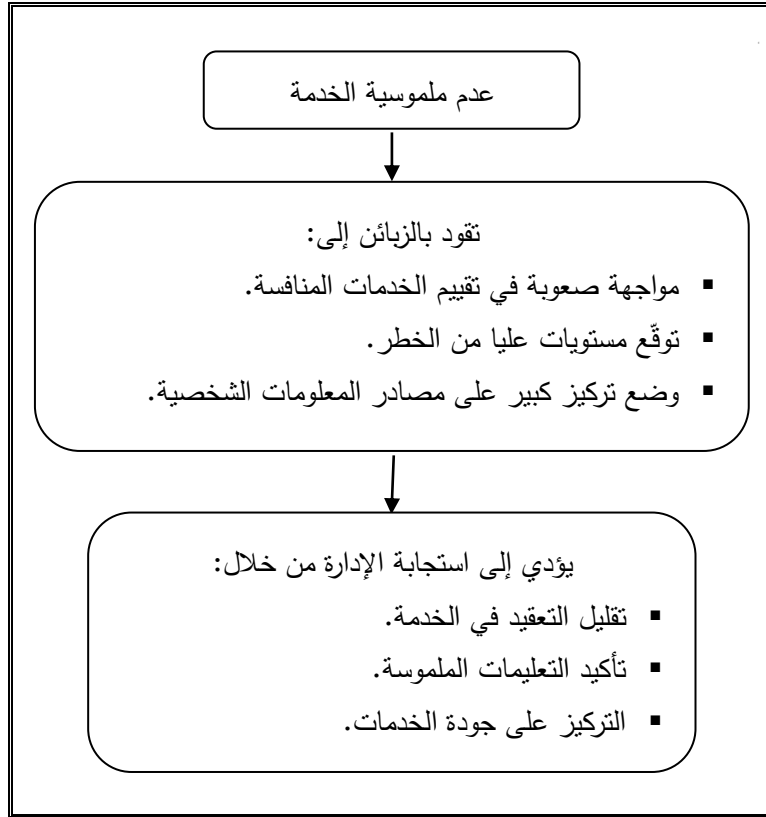 عدم ملموسية الخدمة
تقود بالزبائن إلى:
▪ مواجهة صعوبة في تقييم الخدمات المنافسة.
▪ توقّع مستويات عليا من الخطر.
▪ وضع تركيز كبير على مصادر المعلومات الشخصية.
يؤدي إلى استجابة الإدارة من خلال:
▪ تقليل التعقيد في الخدمة.
▪ تأكيد التعليمات الملموسة.
▪ التركيز على جودة الخدمات.